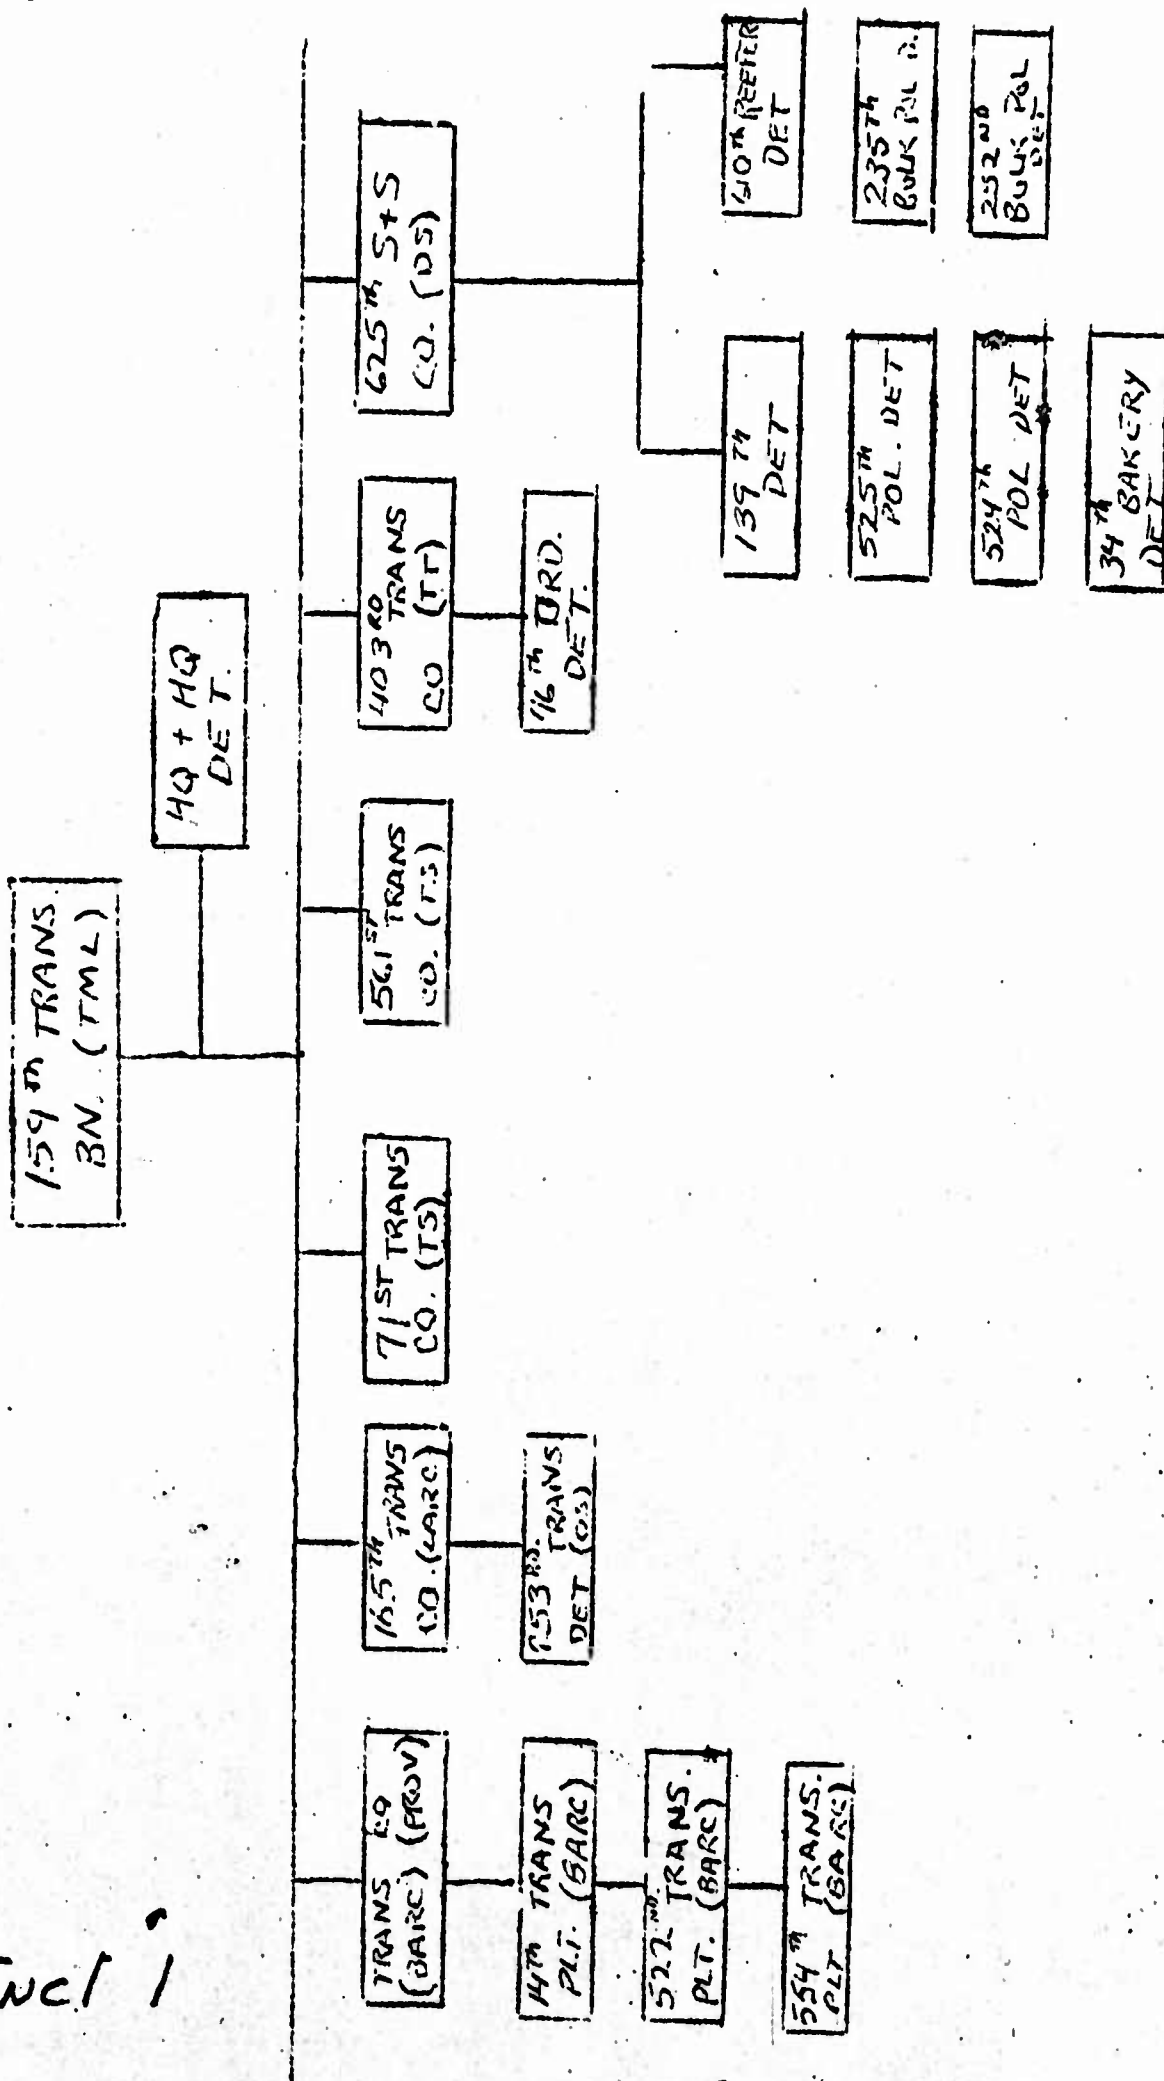 159th TRANS.
BN. (TML)
HQ + HQ
DET.
TRANS CO
(BARC) (PROV)
165th TRANS
CO. (LARC)
71ST TRANS
CO. (TS)
561ST TRANS
CO. (TS)
403RD TRANS
CO (TT)
625th S+S
CO. (DS)
14TH TRANS
PLT. (BARC)
522ND. TRANS.
PLT. (BARC)
554th TRANS.
PLT (BARC)
RD. TRANS
DET (OS)
ORD.
DET.
139TH
DET
525th
POL. DET
524th
POL DET
34th BAKERY
DET
REEFER
DET
235th
BULK POL D.
252ND
BULK POL
DET
Incl 1